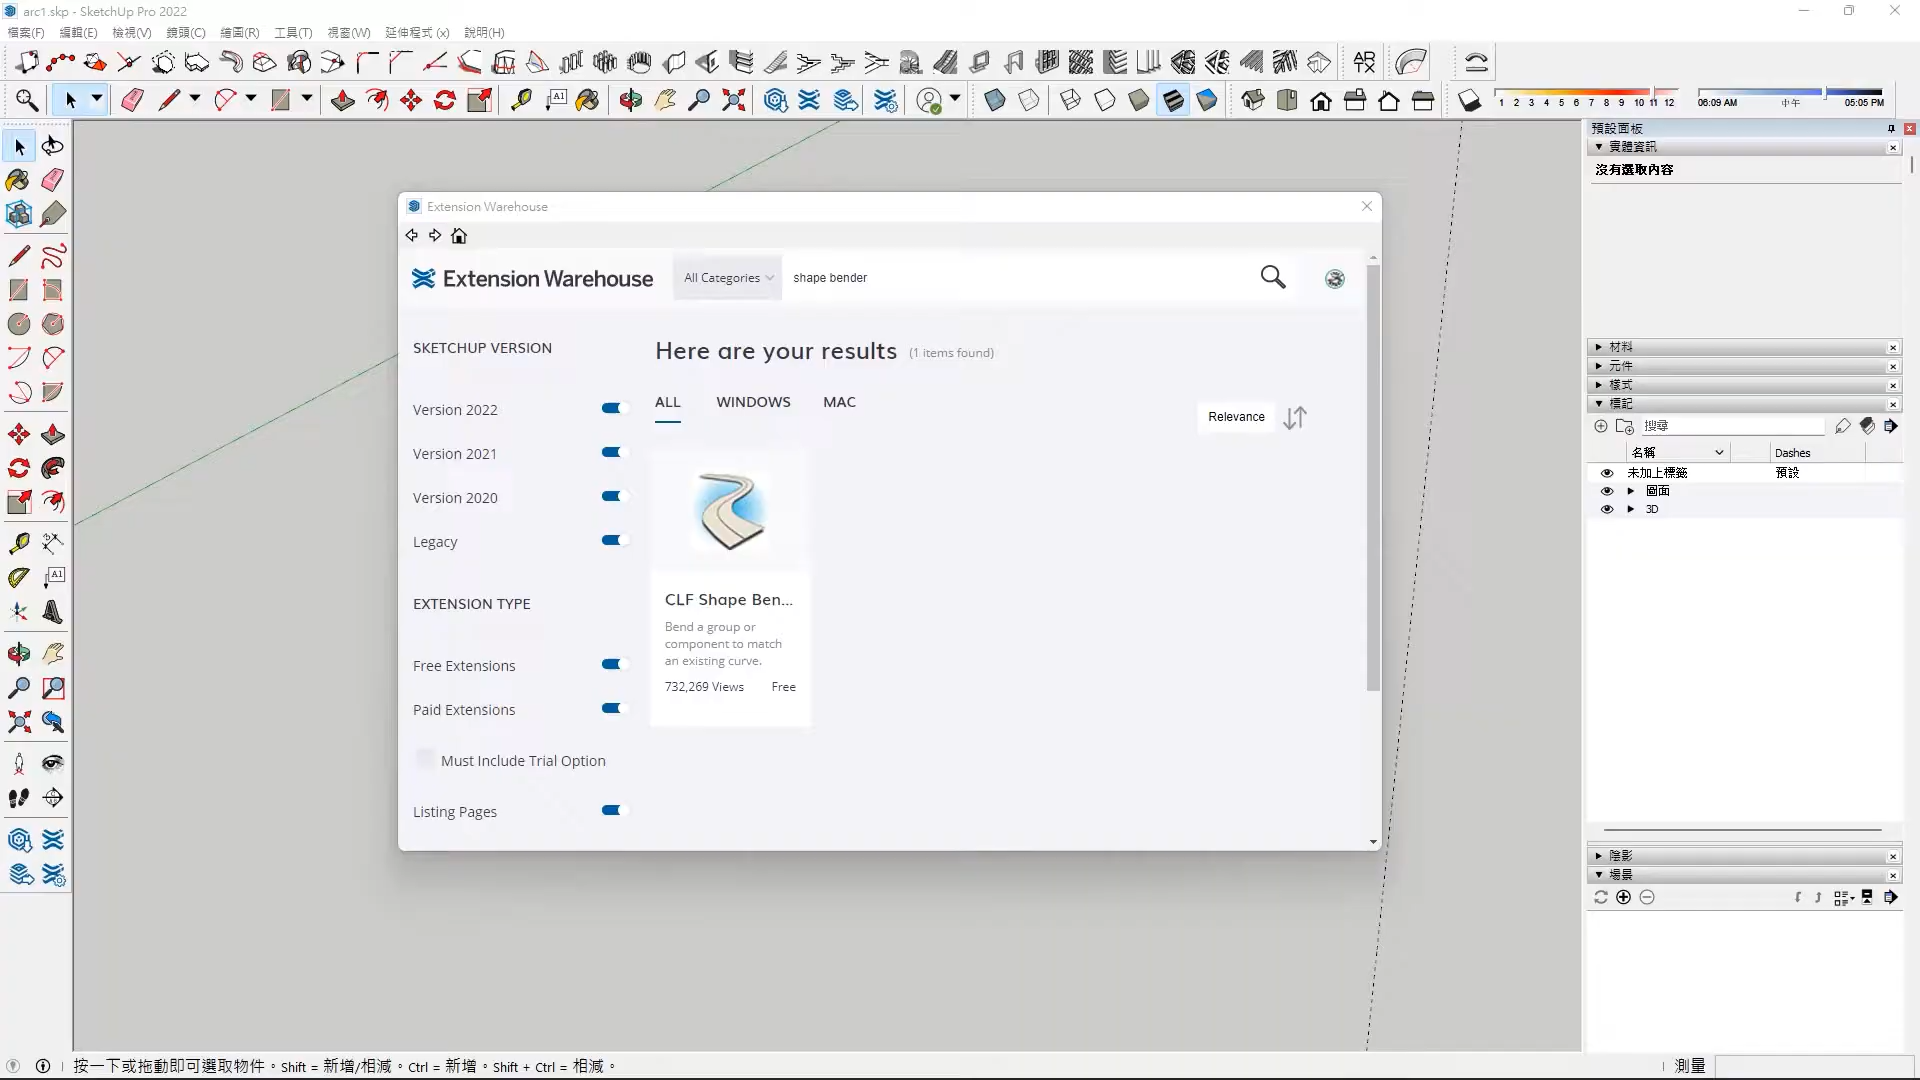 arc1.skp - SketchUp Pro 2022
檔案(F) 編輯(E) 檢視(V) 鏡頭(C) 繪圖(R) 工具(T) 視窗(W) 延伸程式 (x) 說明(H)
AR
TX
A1
1 2 3 4 5 6 7 8 9 10 11 12
06:09 AM 中午 05:05 PM
預設面板
實體資訊
沒有選取內容
Extension Warehouse
Extension Warehouse
All Categories
shape bender
SKETCHUP VERSION
Version 2022
Version 2021
Version 2020
Legacy
EXTENSION TYPE
Free Extensions
Paid Extensions
Must Include Trial Option
Listing Pages
Here are your results (1 items found)
ALL WINDOWS MAC
Relevance
CLF Shape Ben...
Bend a group or
component to match
an existing curve.
732,269 Views Free
A1
材料
元件
樣式
標記
搜尋
名稱 Dashes
未加上標籤 預設
圖面
3D
陰影
場景
按一下或拖動即可選取物件。Shift = 新增/相減。Ctrl = 新增。Shift + Ctrl = 相減。
測量